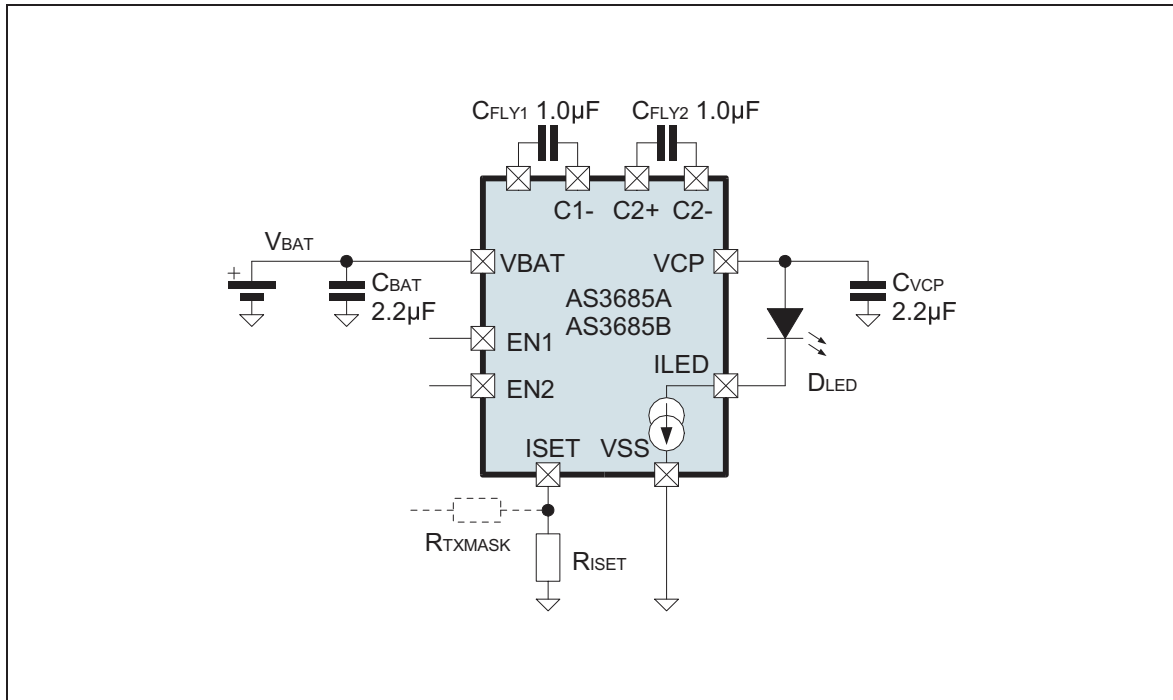 CFLY1 1.0µF
CFLY2 1.0µF
C1-
C2+
C2-
VBAT
+
CBAT
2.2µF
VBAT
VCP
AS3685A
AS3685B
CVCP
2.2µF
EN1
EN2
ILED
DLED
ISET
VSS
RTXMASK
RISET